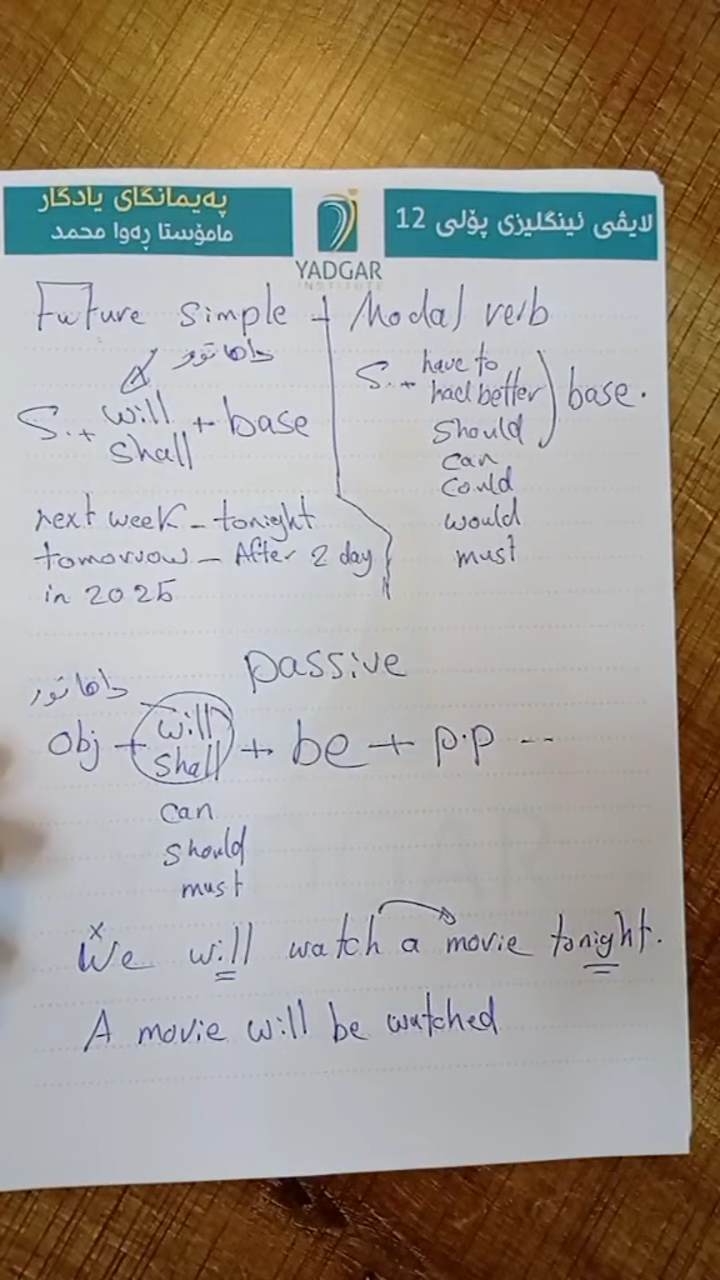 پەیمانگای یادگار
مامۆستا ڕەوا محمد
YADGAR
INSTITUTE
لایڤی ئینگلیزی پۆلی 12
Future simple + Modal verb
داهاتوو
S. + will
shall
+ base
next week - tonight
tomorrow - After 2 day
in 2025
S. + have to
had better
should
can
could
would
must
base.
passive
داهاتوو
obj + will
shall
+ be + p.p ...
can
should
must
x
We will watch a movie tonight.
A movie will be watched